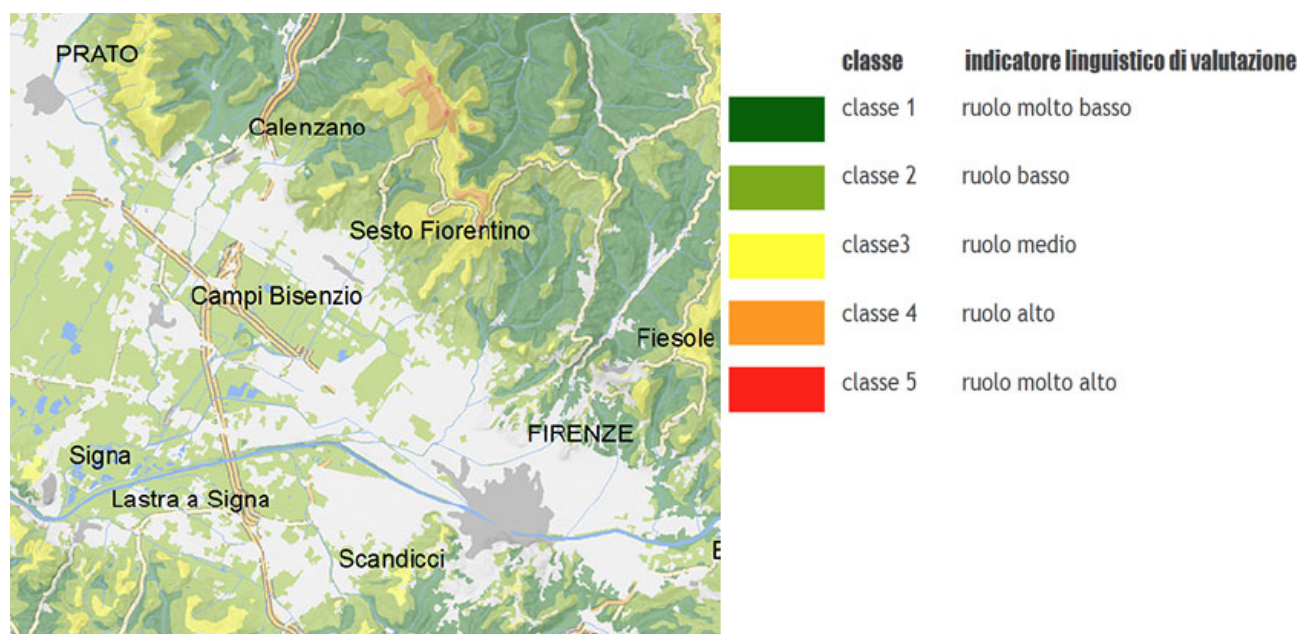 PRATO
Calenzano
Sesto Fiorentino
Campi Bisenzio
Fiesole
FIRENZE
Signa
Lastra a Signa
Scandicci
E
classe indicatore linguistico di valutazione
classe 1 ruolo molto basso
classe 2 ruolo basso
classe3 ruolo medio
classe 4 ruolo alto
classe 5 ruolo molto alto